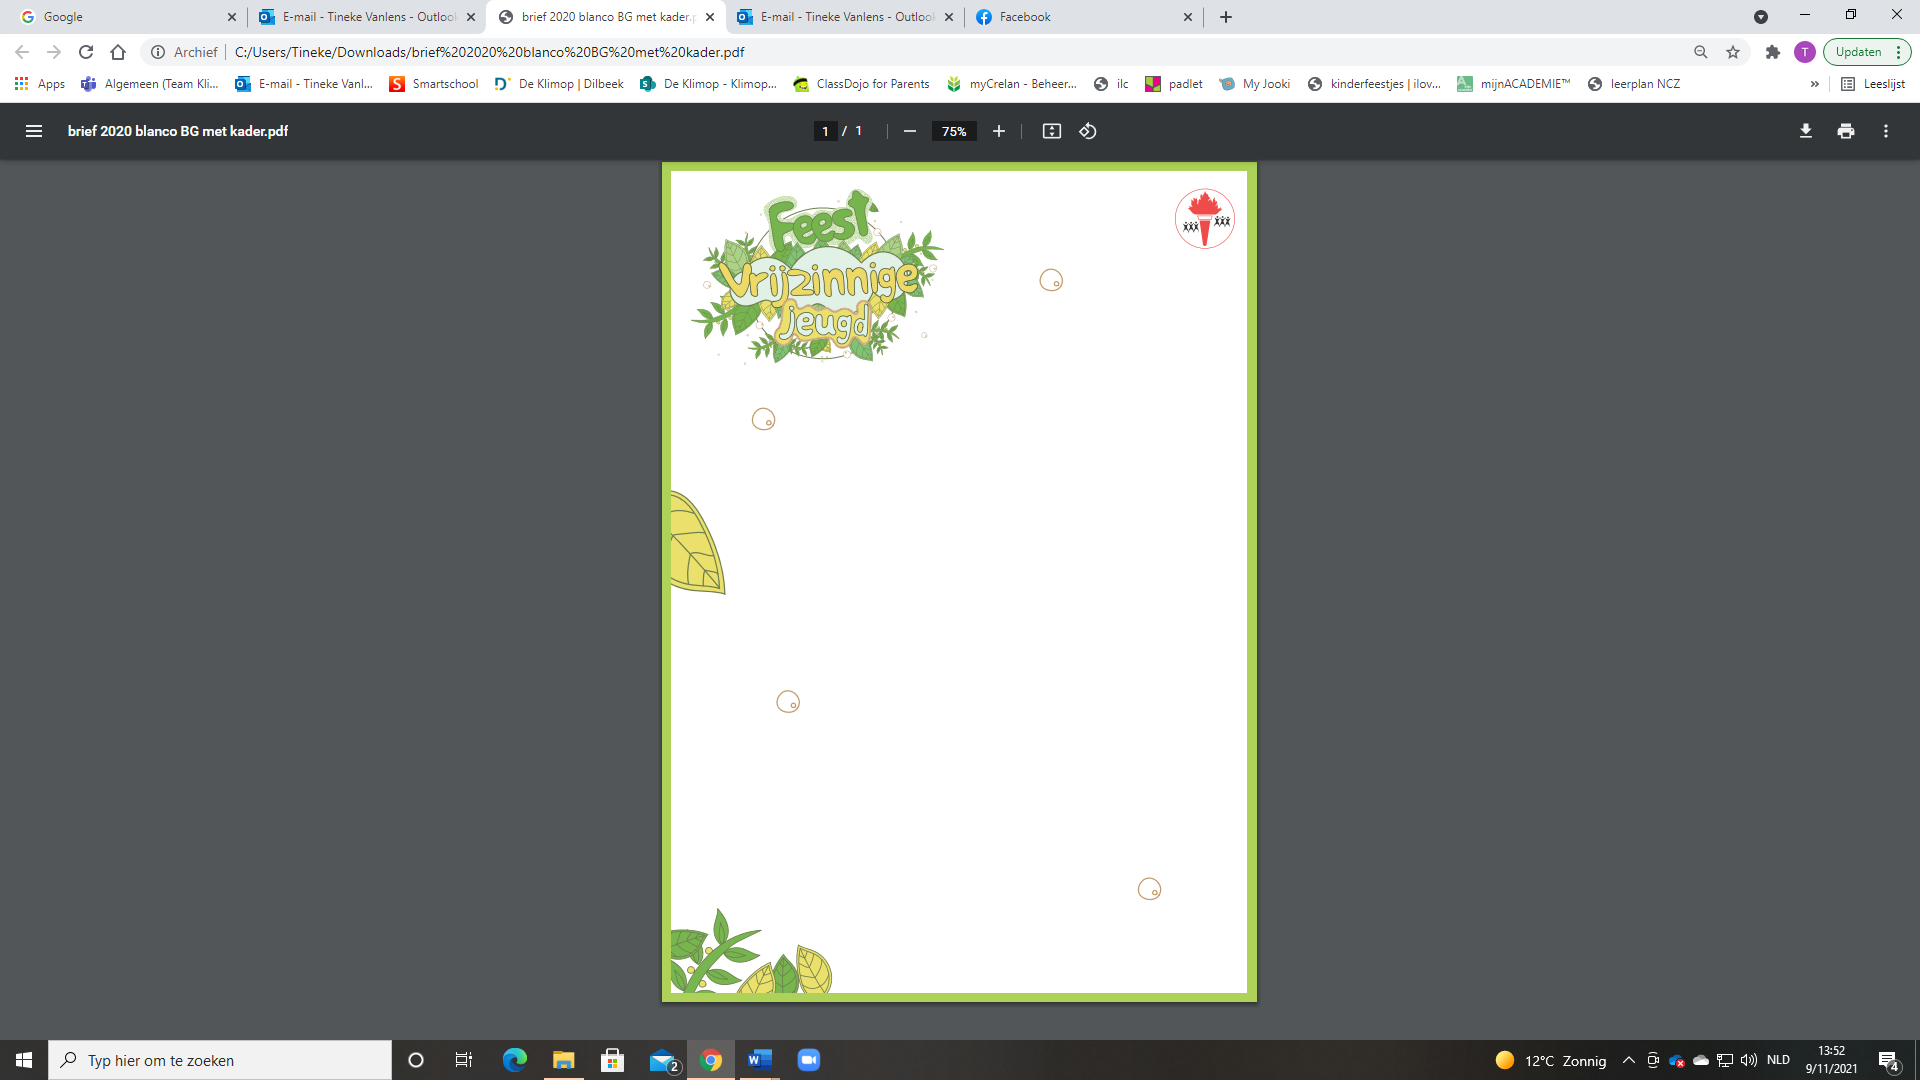 Google
E-mail - Tineke Vanlens - Outlook
brief 2020 blanco BG met kader.p
E-mail - Tineke Vanlens - Outlook
Facebook
Archief
C:/Users/Tineke/Downloads/brief%202020%20blanco%20BG%20met%20kader.pdf
T
Updaten
Apps
Algemeen (Team Kli...
E-mail - Tineke Vanl...
Smartschool
De Klimop | Dilbeek
De Klimop - Klimop...
ClassDojo for Parents
myCrelan - Beheer...
ilc
padlet
My Jooki
kinderfeestjes | ilov...
mijnACADEMIE™
leerplan NCZ
»
Leeslijst
brief 2020 blanco BG met kader.pdf
1 / 1
75%
Feest
Vrijzinnige
jeugd
Typ hier om te zoeken
2
12°C Zonnig
NLD
13:52
9/11/2021
4